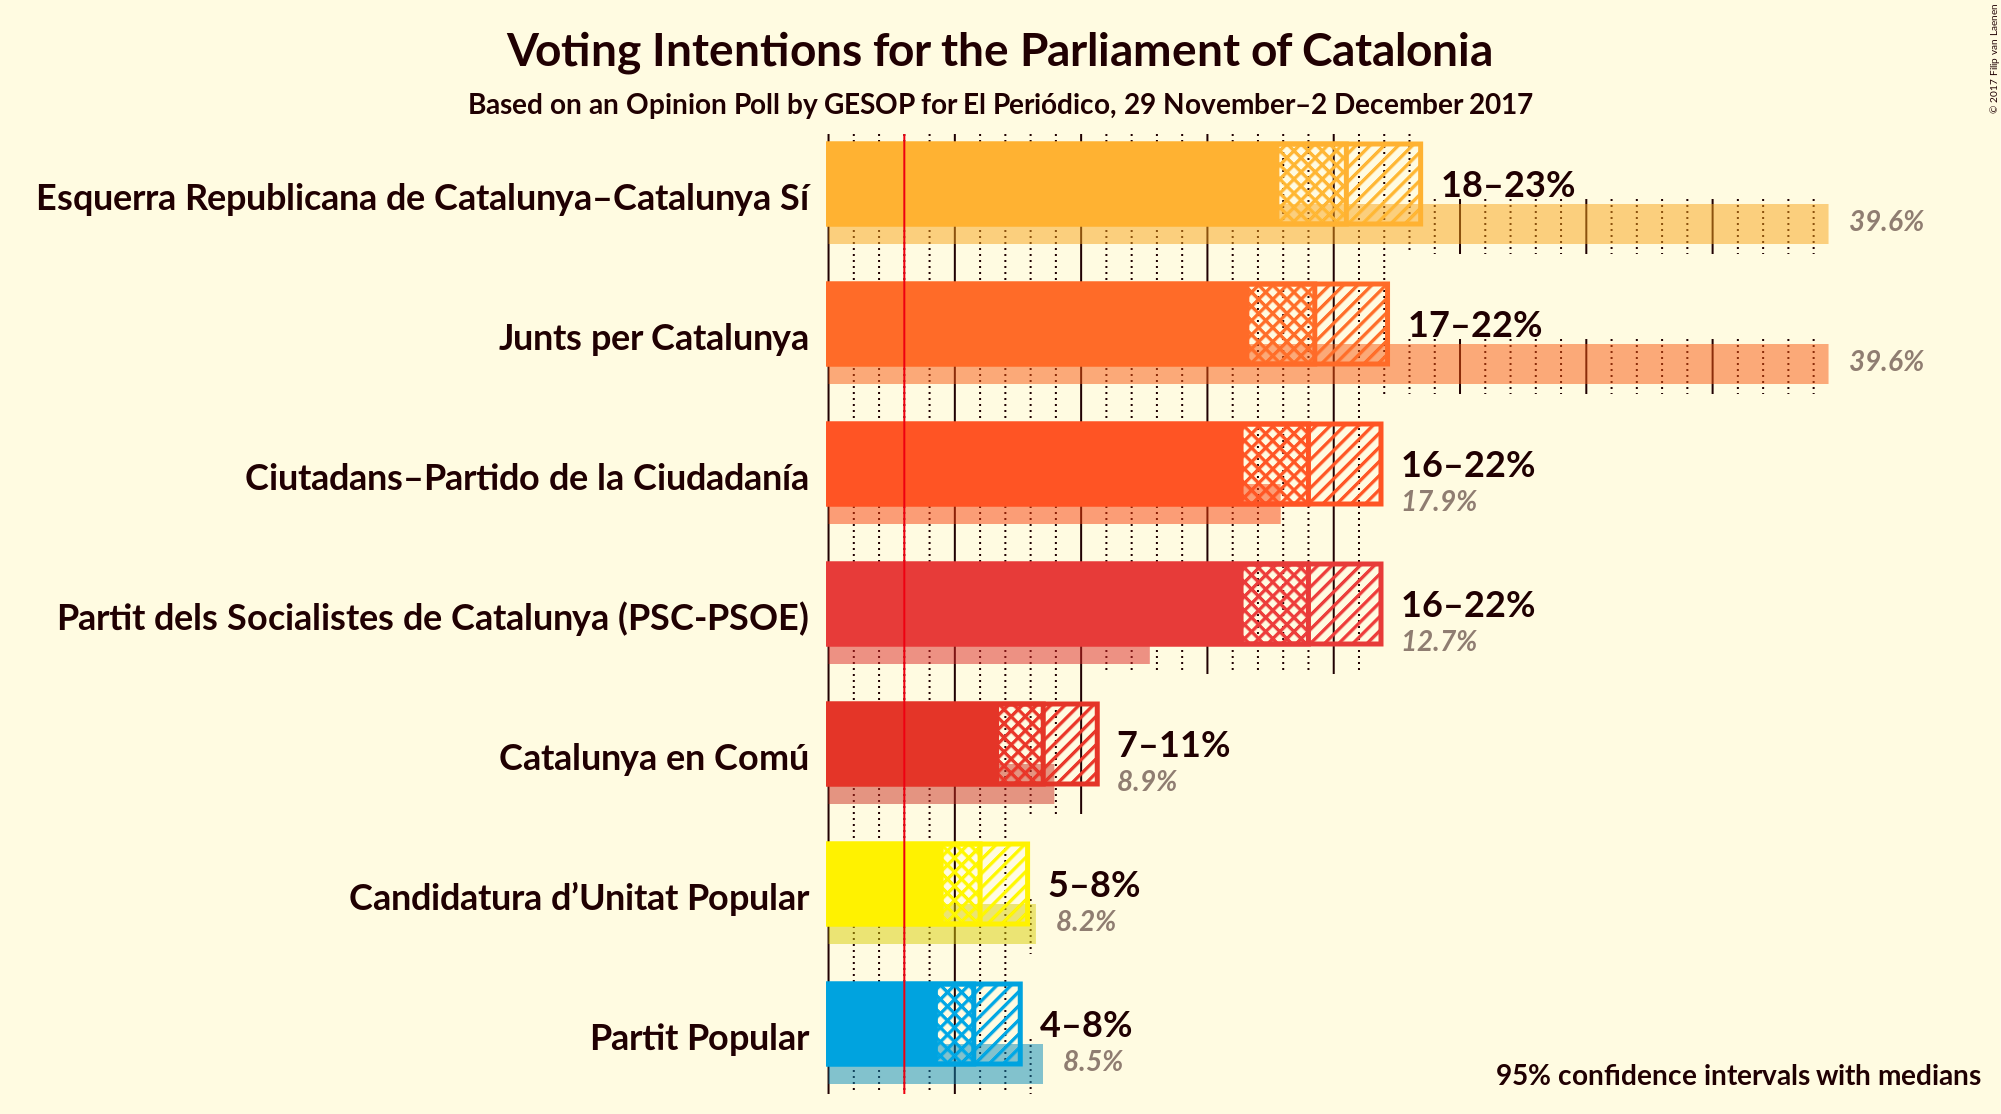 Voting Intentions for the Parliament of Catalonia
Based on an Opinion Poll by GESOP for El Periódico, 29 November–2 December 2017
© 2017 Filip van Laenen
Esquerra Republicana de Catalunya–Catalunya Sí
18–23%
39.6%
Junts per Catalunya
17–22%
39.6%
Ciutadans–Partido de la Ciudadanía
16–22%
17.9%
Partit dels Socialistes de Catalunya (PSC-PSOE)
16–22%
12.7%
Catalunya en Comú
7–11%
8.9%
Candidatura d’Unitat Popular
5–8%
8.2%
Partit Popular
4–8%
8.5%
95% confidence intervals with medians